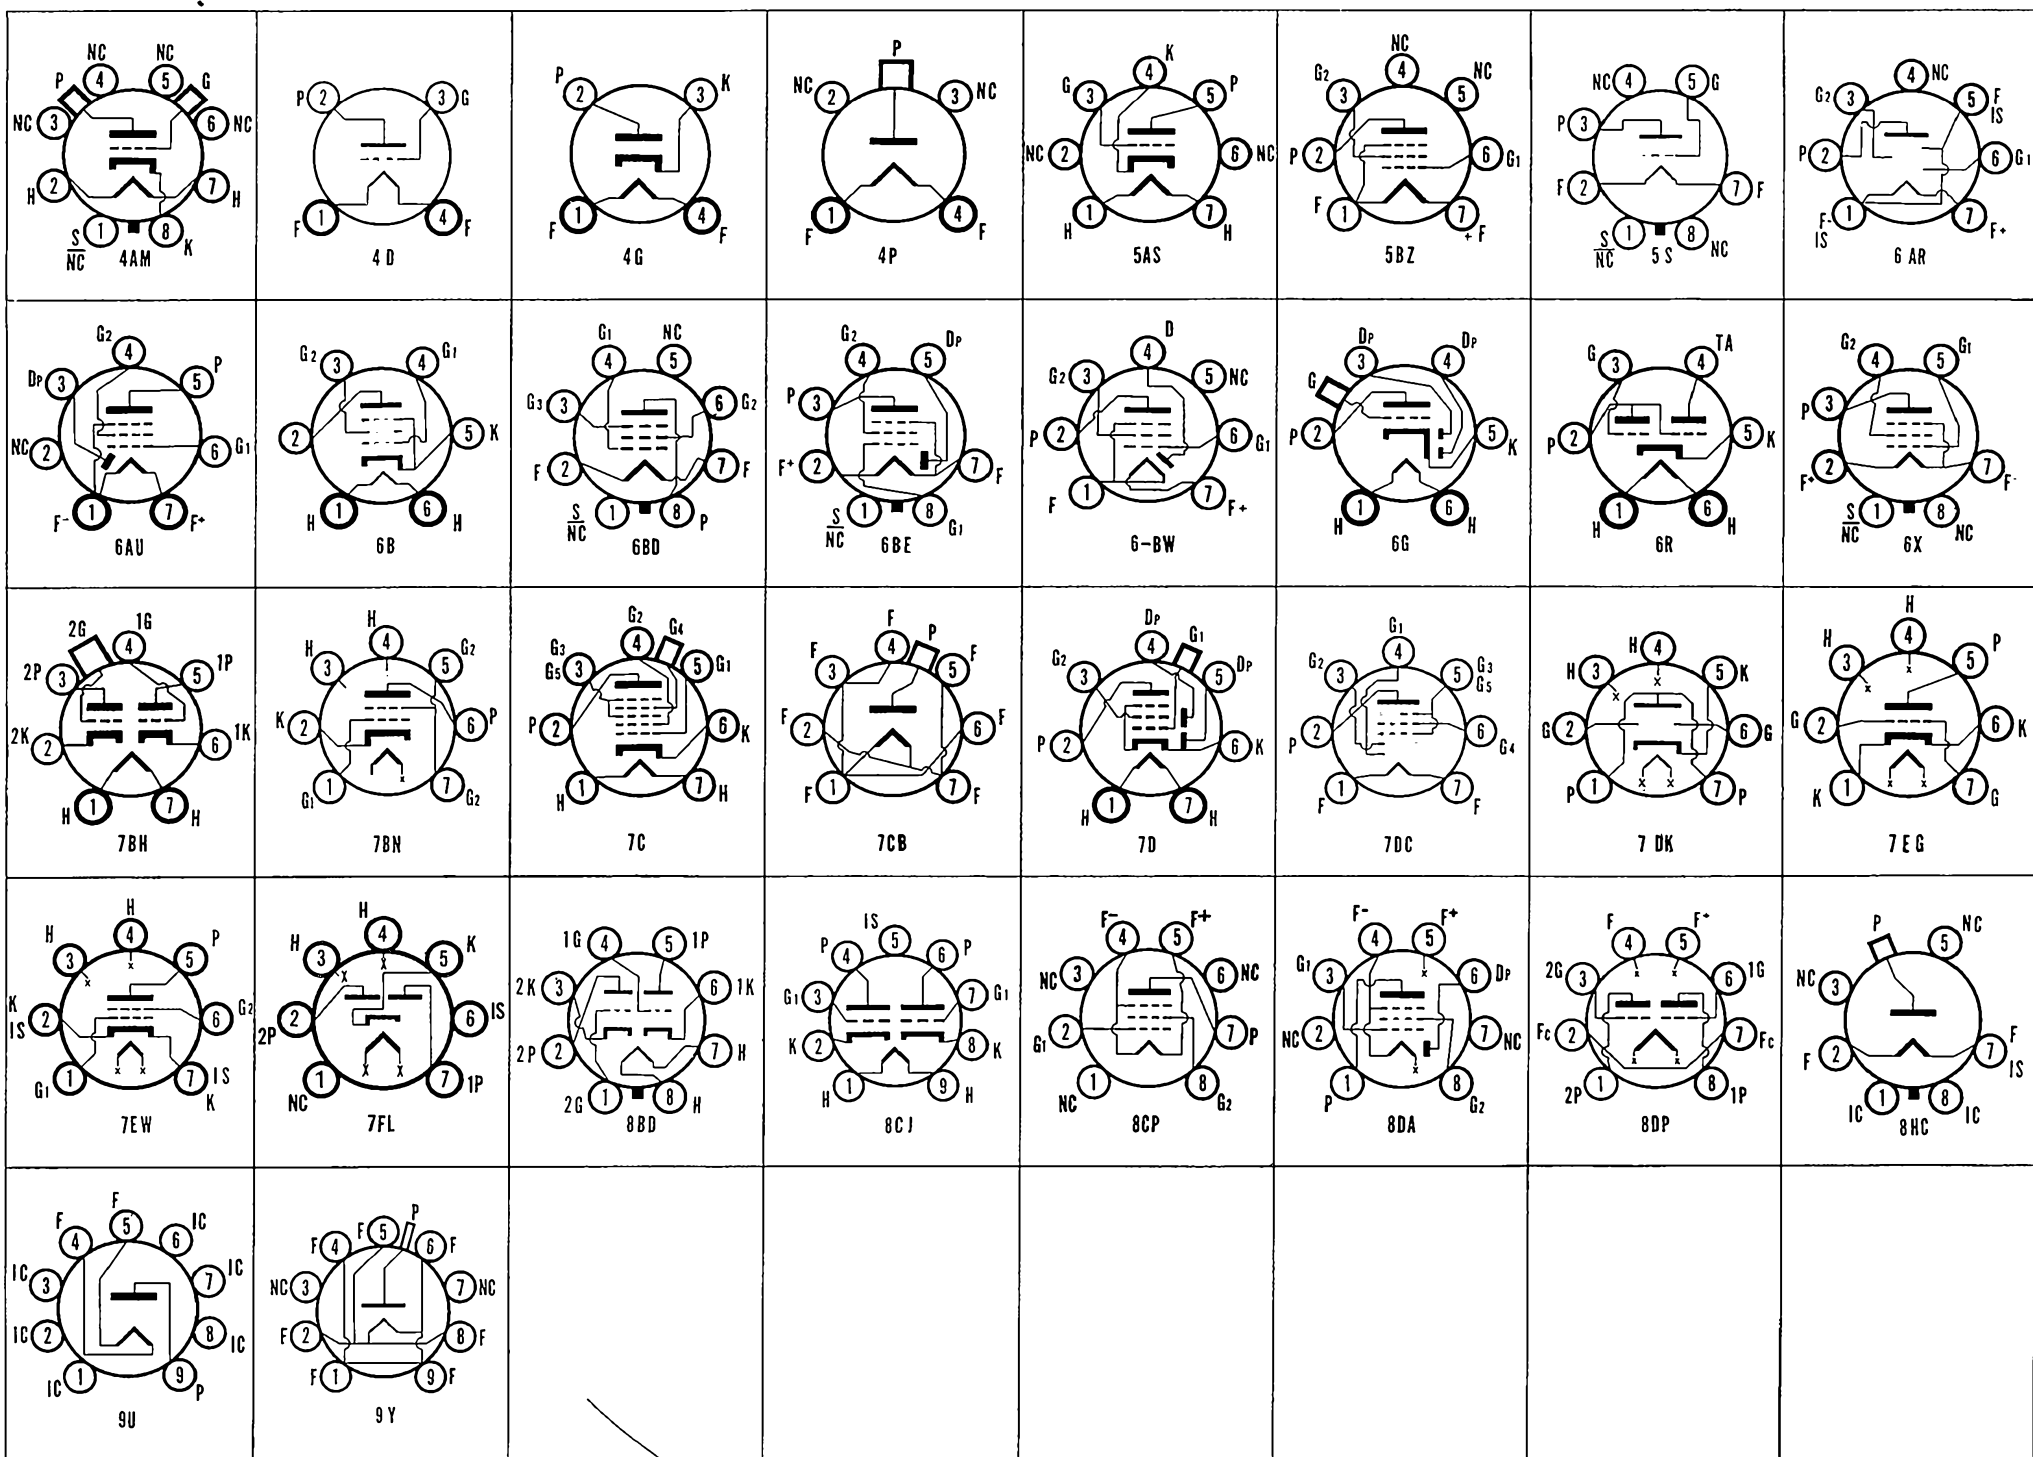 4AM
S/NC 1
H 2
NC 3
P
NC 4
NC 5
G
NC 6
H 7
K 8
4D
F 1
P 2
G 3
F 4
4G
F 1
P 2
K 3
F 4
4P
F 1
NC 2
P
NC 3
F 4
5AS
H 1
NC 2
G 3
K 4
P 5
NC 6
H 7
5BZ
F 1
P 2
G2 3
NC 4
NC 5
G1 6
+F 7
5S
S/NC 1
F 2
P 3
NC 4
G 5
F 7
NC 8
6AR
F- IS 1
P 2
G2 3
NC 4
F IS 5
G1 6
F+ 7
6AU
F- 1
NC 2
DP 3
G2 4
P 5
G1 6
F+ 7
6B
H 1
2
G2 3
G1 4
K 5
H 6
6BD
S/NC 1
F 2
G3 3
G1 4
NC 5
G2 6
F 7
P 8
6BE
S/NC 1
F+ 2
P 3
G2 4
DP 5
F 7
G1 8
6-BW
F 1
P 2
G2 3
D 4
NC 5
G1 6
F+ 7
6G
H 1
P 2
G
DP 3
DP 4
K 5
H 6
6R
H 1
P 2
G 3
TA 4
K 5
H 6
6X
S/NC 1
F+ 2
P 3
G2 4
G1 5
F- 7
NC 8
7BH
H 1
2K 2
2P 3
2G
1G 4
1P 5
1K 6
H 7
7BN
G1 1
K 2
H 3
H 4
G2 5
P 6
G2 7
7C
H 1
P 2
G3 G5 3
G2 4
G4
G1 5
K 6
H 7
7CB
F 1
F 2
F 3
F 4
P
F 5
F 6
F 7
7D
H 1
P 2
G2 3
DP 4
G1
DP 5
K 6
H 7
7DC
F 1
P 2
G2 3
G1 4
G3 G5 5
G4 6
F 7
7DK
P 1
G 2
H 3
H 4
K 5
G 6
P 7
7EG
K 1
G 2
H 3
H 4
P 5
K 6
G 7
7EW
G1 1
K IS 2
H 3
H 4
P 5
G2 6
IS K 7
7FL
NC 1
2P 2
H 3
H 4
K 5
IS 6
1P 7
8BD
2G 1
2P 2
2K 3
1G 4
1P 5
1K 6
H 7
H 8
8CJ
H 1
K 2
G1 3
P 4
IS 5
P 6
G1 7
K 8
H 9
8CP
NC 1
G1 2
NC 3
F- 4
F+ 5
NC 6
P 7
G2 8
8DA
P 1
NC 2
G1 3
F- 4
F+ 5
DP 6
NC 7
G2 8
8DP
2P 1
FC 2
2G 3
F 4
F+ 5
1G 6
FC 7
1P 8
8HC
IC 1
F 2
NC 3
P
NC 5
F IS 7
IC 8
9U
IC 1
IC 2
IC 3
F 4
F 5
IC 6
IC 7
IC 8
P 9
9Y
F 1
F 2
NC 3
F 4
F 5
P
F 6
NC 7
F 8
F 9